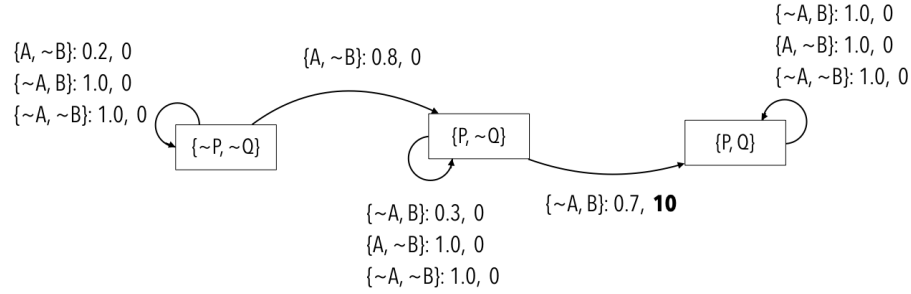 {~A, B}: 1.0, 0
{A, ~B}: 1.0, 0
{~A, ~B}: 1.0, 0
{A, ~B}: 0.2, 0
{~A, B}: 1.0, 0
{~A, ~B}: 1.0, 0
{A, ~B}: 0.8, 0
{~P, ~Q}
{P, ~Q}
{P, Q}
{~A, B}: 0.3, 0
{A, ~B}: 1.0, 0
{~A, ~B}: 1.0, 0
{~A, B}: 0.7, 10